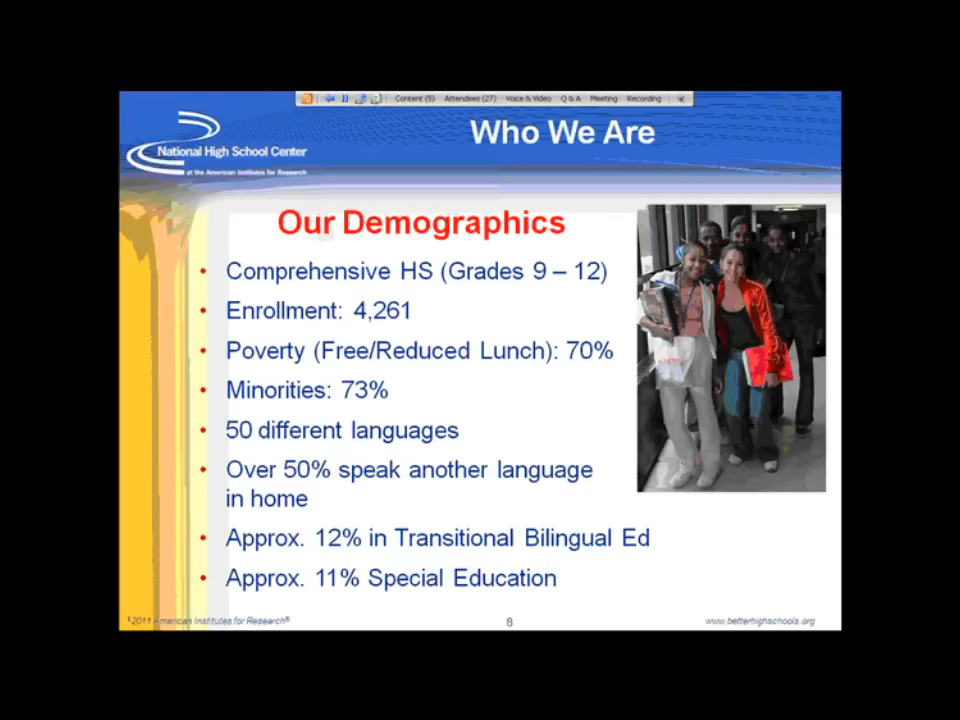 Content (5) Attendees (27) Voice & Video Q & A Meeting Recording
Who We Are
National High School Center
at the American Institutes for Research
Our Demographics
• Comprehensive HS (Grades 9 – 12)
• Enrollment: 4,261
• Poverty (Free/Reduced Lunch): 70%
• Minorities: 73%
• 50 different languages
• Over 50% speak another language
in home
• Approx. 12% in Transitional Bilingual Ed
• Approx. 11% Special Education
2011 American Institutes for Research®
8
www.betterhighschools.org